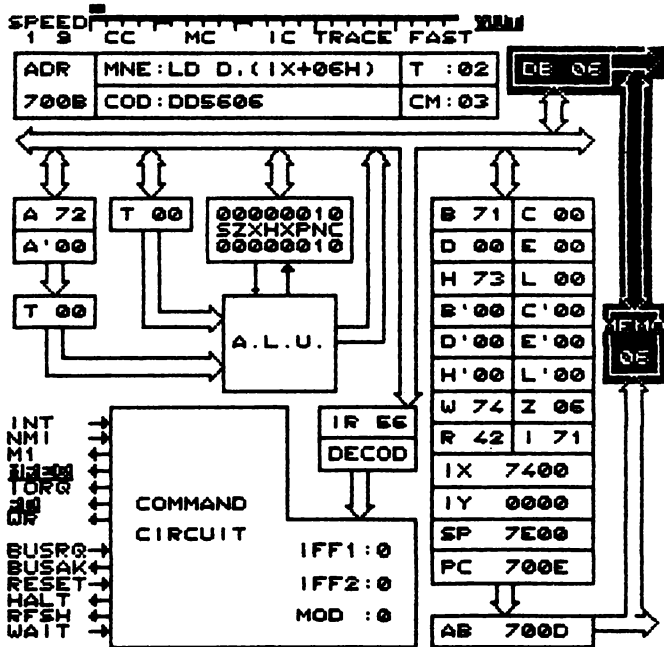 SPEED
1 9 CC MC IC TRACE FAST
ADR MNE:LD D,(IX+06H) T :02
700B COD:DD5606 CM:03
DB 06
A 72
A'00
T 00
00000010
SZXHXPNC
00000010
T 00
A.L.U.
B 71 C 00
D 00 E 00
H 73 L 00
B'00 C'00
D'00 E'00
H'00 L'00
W 74 Z 06
R 42 I 71
IX 7400
IY 0000
SP 7E00
PC 700E
AB 700D
06
IR 66
DECOD
INT
NMI
M1
TORQ
WR
BUSRQ
BUSAK
RESET
HALT
RFSH
WAIT
COMMAND
CIRCUIT
IFF1:0
IFF2:0
MOD :0